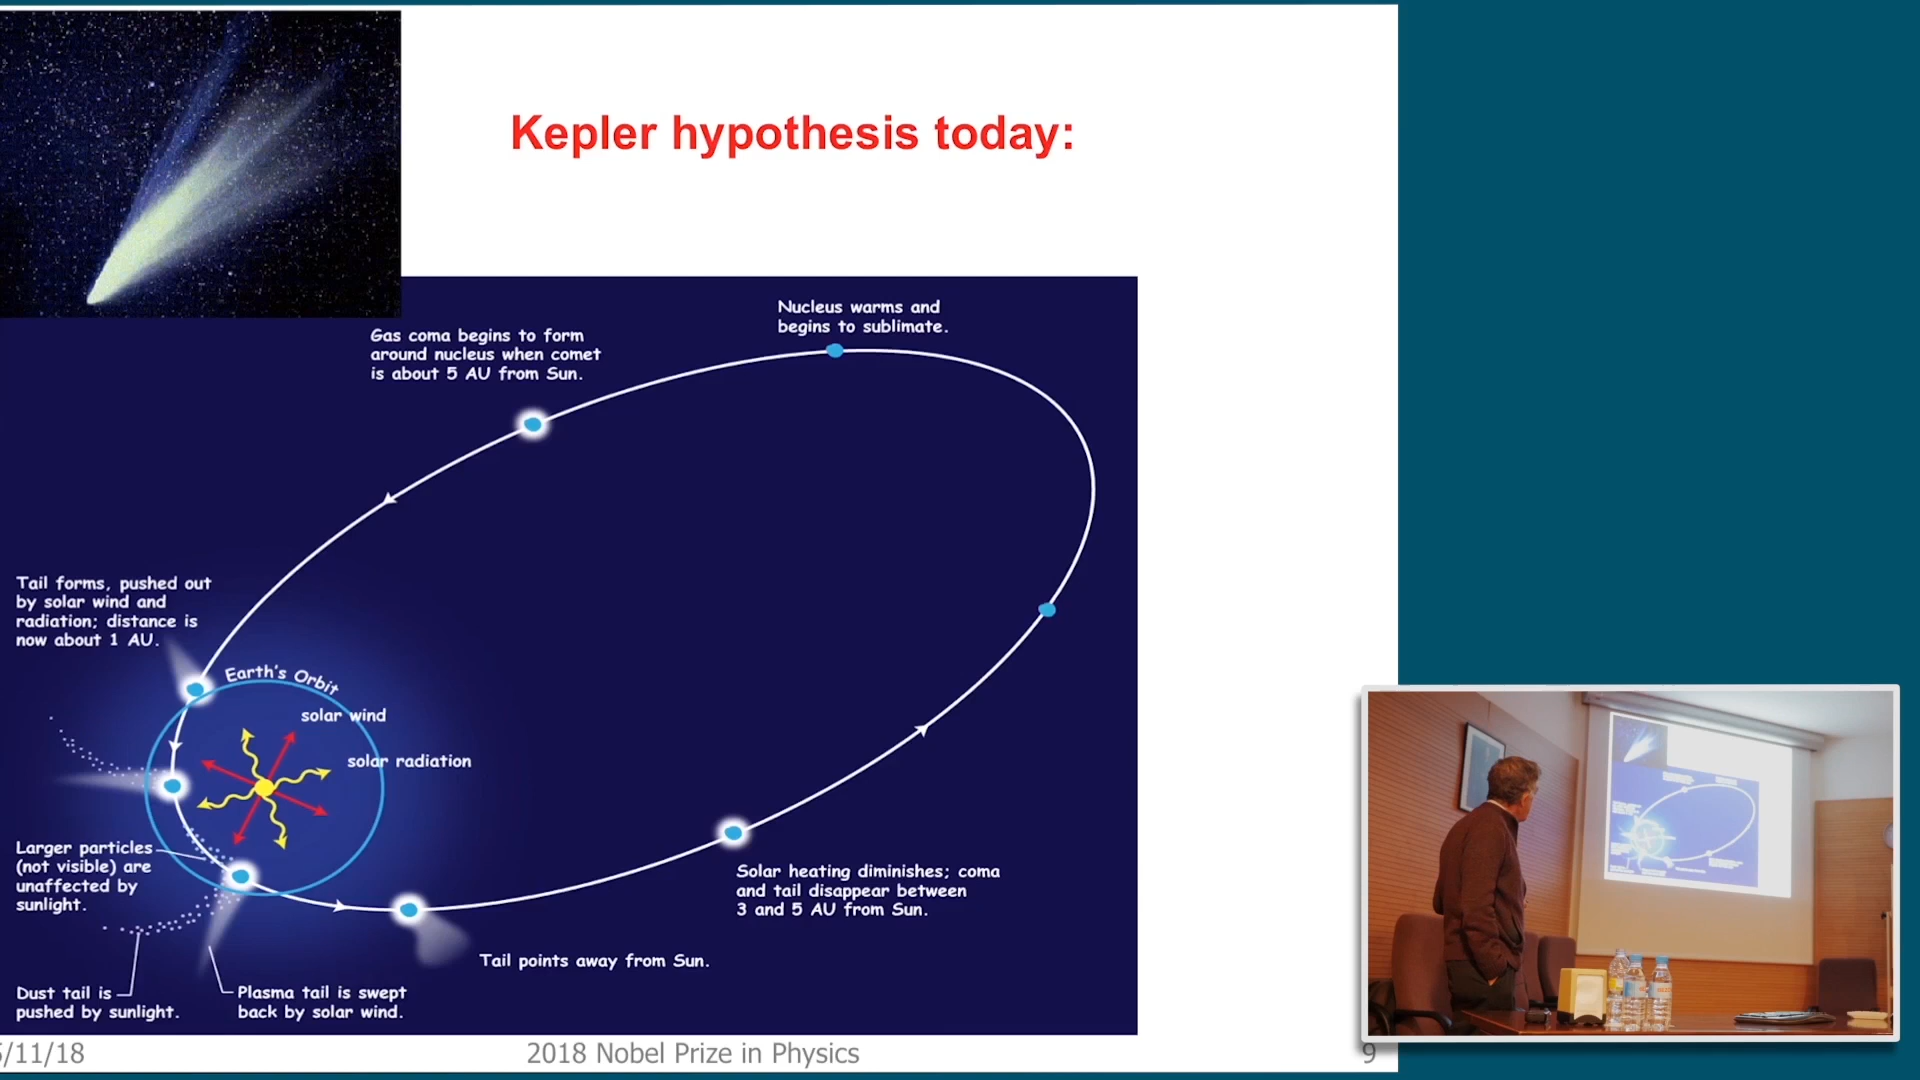 Kepler hypothesis today:
Nucleus warms and
begins to sublimate.
Gas coma begins to form
around nucleus when comet
is about 5 AU from Sun.
Tail forms, pushed out
by solar wind and
radiation; distance is
now about 1 AU.
Earth's Orbit
solar wind
solar radiation
Larger particles
(not visible) are
unaffected by
sunlight.
Solar heating diminishes; coma
and tail disappear between
3 and 5 AU from Sun.
Tail points away from Sun.
Dust tail is
pushed by sunlight.
Plasma tail is swept
back by solar wind.
/11/18
2018 Nobel Prize in Physics
9